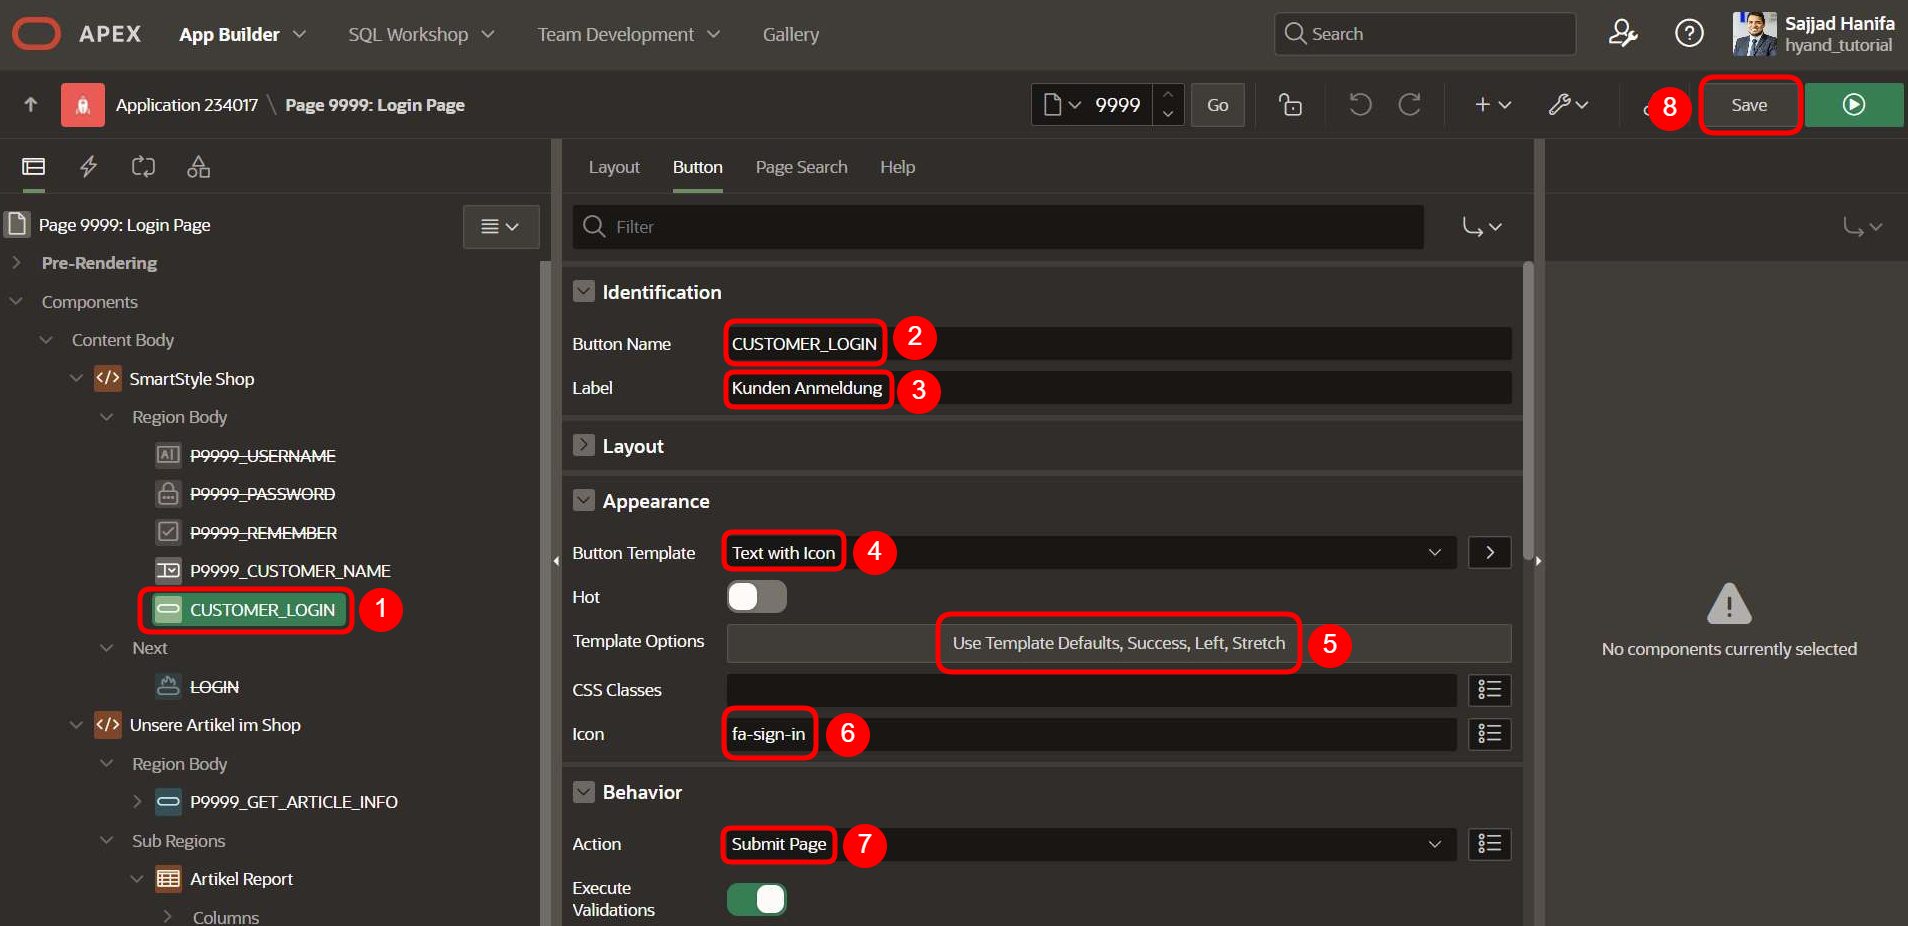 APEX App Builder SQL Workshop Team Development Gallery Search Sajjad Hanifa
hyand_tutorial
Application 234017 \ Page 9999: Login Page 9999 Go 8 Save
Layout Button Page Search Help
Page 9999: Login Page
Filter
Pre-Rendering
Components
Content Body
SmartStyle Shop
Region Body
P9999_USERNAME
P9999_PASSWORD
P9999_REMEMBER
P9999_CUSTOMER_NAME
CUSTOMER_LOGIN 1
Next
LOGIN
Unsere Artikel im Shop
Region Body
P9999_GET_ARTICLE_INFO
Sub Regions
Artikel Report
Columns
Identification
Button Name CUSTOMER_LOGIN 2
Label Kunden Anmeldung 3
Layout
Appearance
Button Template Text with Icon 4
Hot
Template Options Use Template Defaults, Success, Left, Stretch 5
CSS Classes
Icon fa-sign-in 6
Behavior
Action Submit Page 7
Execute
Validations
No components currently selected